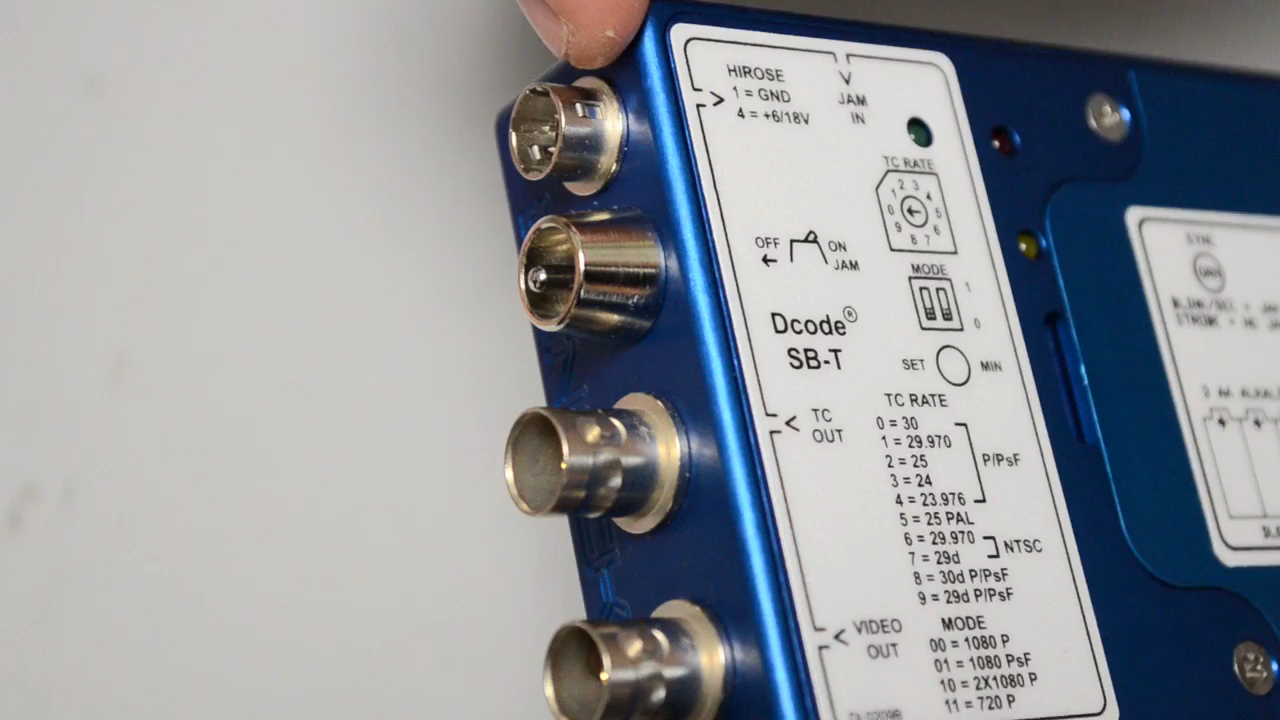 HIROSE
1 = GND
4 = +6/18V
JAM
IN
TC RATE
0 1 2 3 4 5 6 7 8 9
OFF
ON
JAM
MODE
1
0
Dcode®
SB-T
SET
MIN
TC
OUT
TC RATE
0 = 30
1 = 29.970
2 = 25
3 = 24
4 = 23.976
P/PsF
5 = 25 PAL
6 = 29.970
7 = 29d
NTSC
8 = 30d P/PsF
9 = 29d P/PsF
VIDEO
OUT
MODE
00 = 1080 P
01 = 1080 PsF
10 = 2X1080 P
11 = 720 P
SYNC
3 AA